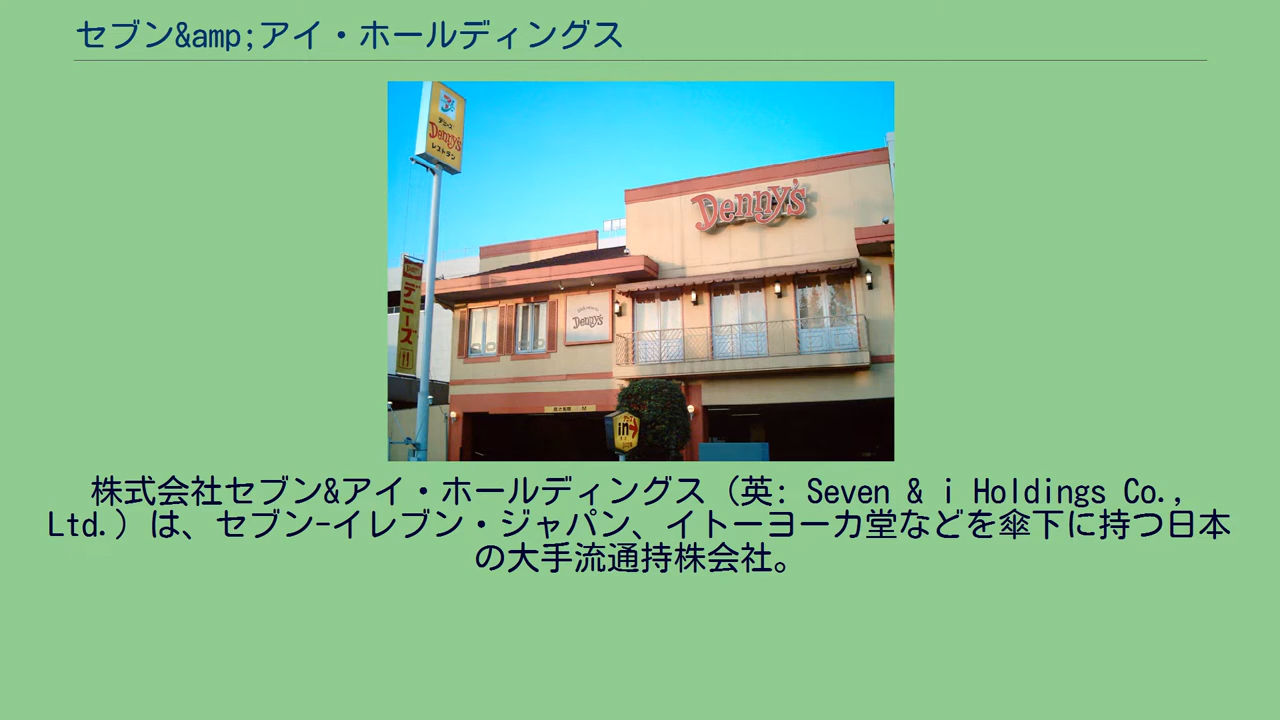 セブン&amp;アイ・ホールディングス
デニーズ
Denny's
レストラン
Denny's
デニーズ
Denny's
in
株式会社セブン&アイ・ホールディングス（英: Seven & i Holdings Co.,
Ltd.）は、セブン-イレブン・ジャパン、イトーヨーカ堂などを傘下に持つ日本
の大手流通持株会社。